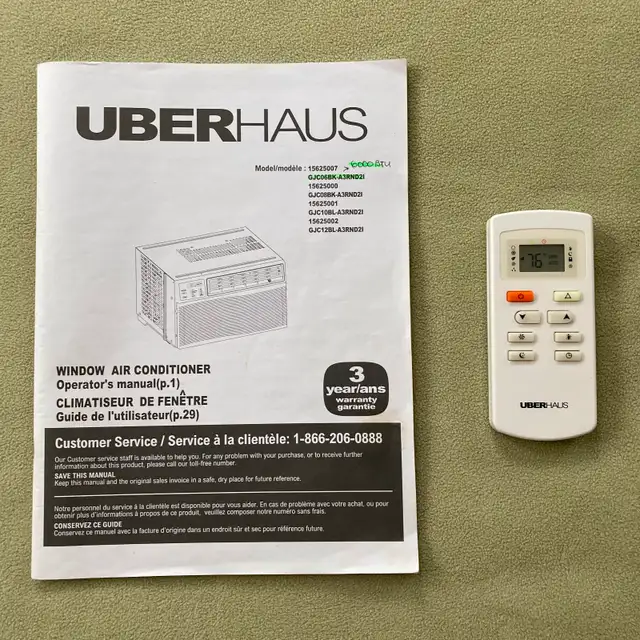 UBERHAUS
Model/modèle : 15625007 > 6000 BTU
GJC06BK-A3RND2I
15625000
GJC08BK-A3RND2I
15625001
GJC10BL-A3RND2I
15625002
GJC12BL-A3RND2I
WINDOW AIR CONDITIONER
Operator's manual(p.1)
CLIMATISEUR DE FENÊTRE
Guide de l'utilisateur(p.29)
3
year/ans
warranty
garantie
Customer Service / Service à la clientèle: 1-866-206-0888
Our Customer service staff is available to help you. For any problem with your purchase, or to receive further
information about this product, please call our toll-free number.
SAVE THIS MANUAL
Keep this manual and the original sales invoice in a safe, dry place for future reference.
Notre personnel du service à la clientèle est disponible pour vous aider. En cas de problème avec votre achat, ou pour
obtenir plus d'informations à propos de ce produit, veuillez composer notre numéro sans frais.
CONSERVEZ CE GUIDE
Conservez ce manuel avec la facture d'origine dans un endroit sûr et sec pour référence future.
76
UBERHAUS